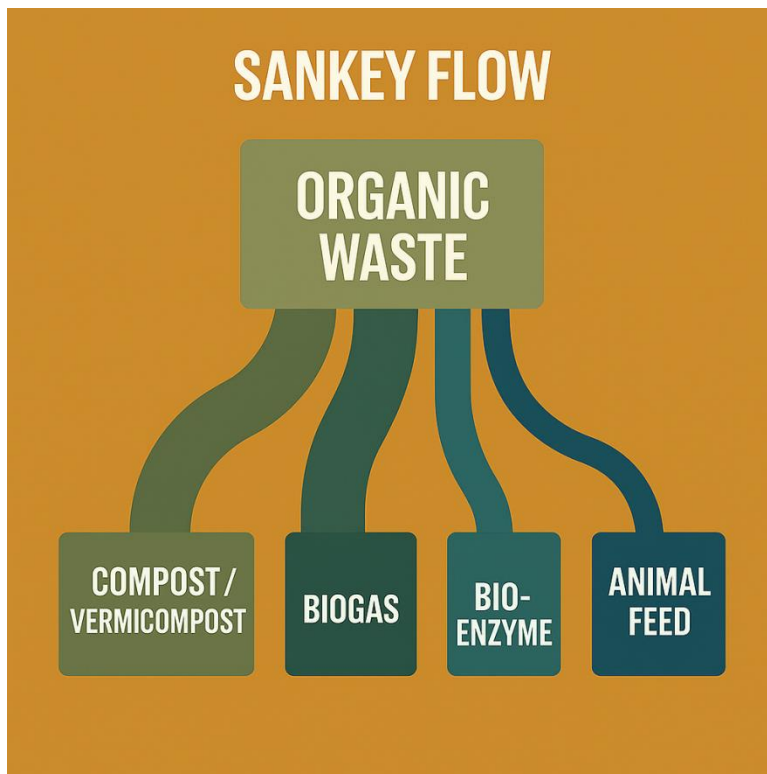 SANKEY FLOW
ORGANIC
WASTE
COMPOST /
VERMICOMPOST
BIOGAS
BIO-
ENZYME
ANIMAL
FEED